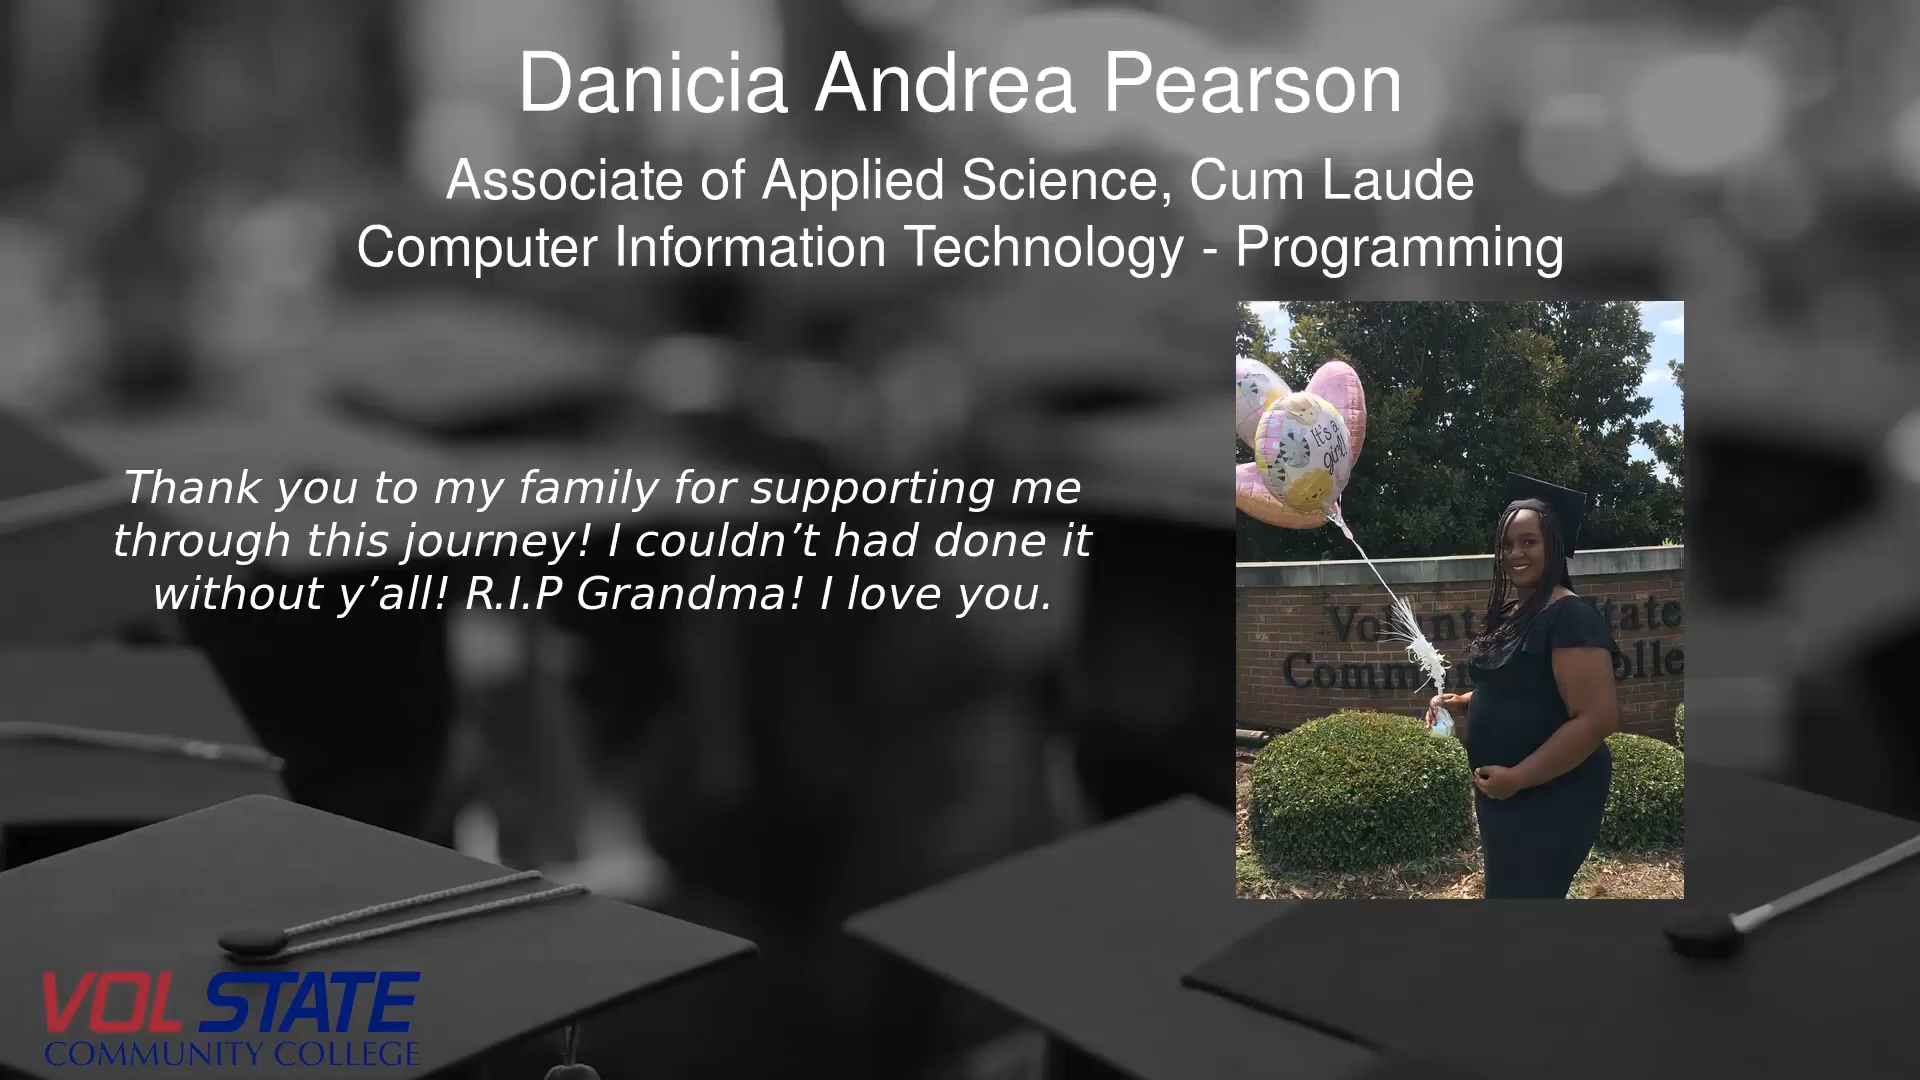 Danicia Andrea Pearson
Associate of Applied Science, Cum Laude
Computer Information Technology - Programming
Thank you to my family for supporting me
through this journey! I couldn’t had done it
without y’all! R.I.P Grandma! I love you.
It's a
girl!
State
VOL STATE
COMMUNITY COLLEGE